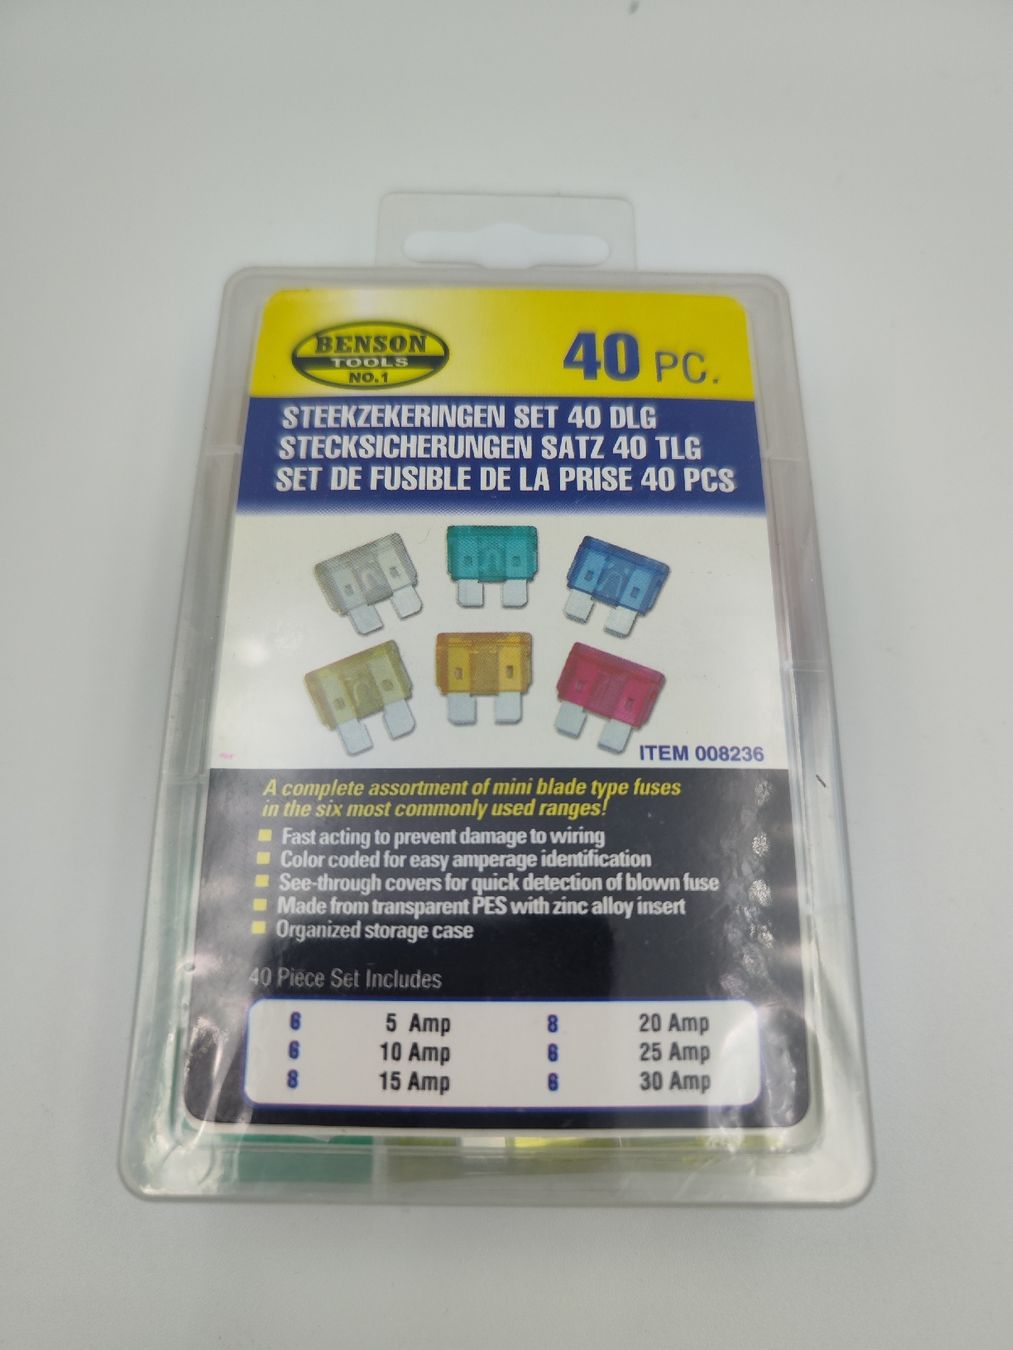 BENSON
TOOLS
NO.1
40 PC.
STEEKZEKERINGEN SET 40 DLG
STECKSICHERUNGEN SATZ 40 TLG
SET DE FUSIBLE DE LA PRISE 40 PCS
ITEM 008236
A complete assortment of mini blade type fuses
in the six most commonly used ranges!
Fast acting to prevent damage to wiring
Color coded for easy amperage identification
See-through covers for quick detection of blown fuse
Made from transparent PES with zinc alloy insert
Organized storage case
40 Piece Set Includes
6 5 Amp 8 20 Amp
6 10 Amp 6 25 Amp
8 15 Amp 6 30 Amp